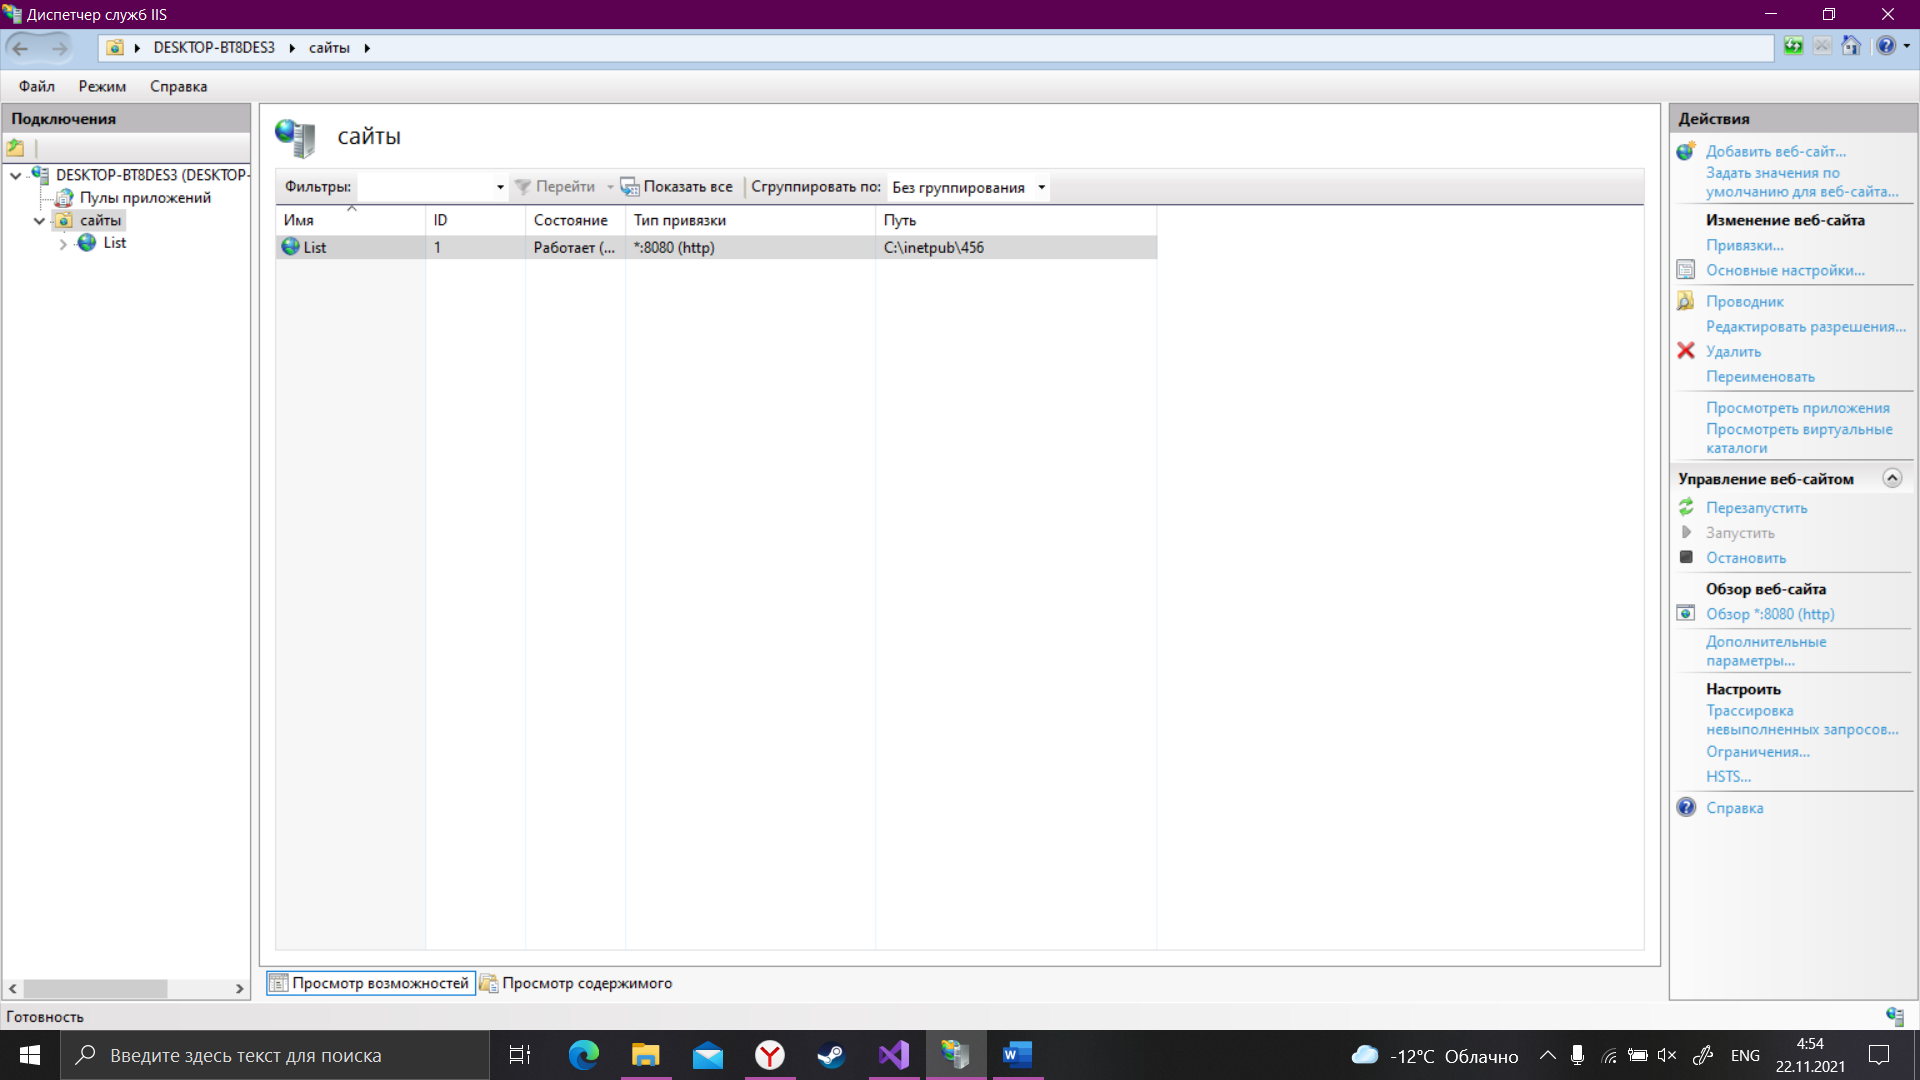 Диспетчер служб IIS
DESKTOP-BT8DES3 сайты
Файл Режим Справка
Подключения
DESKTOP-BT8DES3 (DESKTOP-
Пулы приложений
сайты
List
сайты
Фильтры: Перейти Показать все Сгруппировать по: Без группирования
Имя ID Состояние Тип привязки Путь
List 1 Работает (... *:8080 (http) C:\inetpub\456
Просмотр возможностей Просмотр содержимого
Действия
Добавить веб-сайт...
Задать значения по
умолчанию для веб-сайта...
Изменение веб-сайта
Привязки...
Основные настройки...
Проводник
Редактировать разрешения...
Удалить
Переименовать
Просмотреть приложения
Просмотреть виртуальные
каталоги
Управление веб-сайтом
Перезапустить
Запустить
Остановить
Обзор веб-сайта
Обзор *:8080 (http)
Дополнительные
параметры...
Настроить
Трассировка
невыполненных запросов...
Ограничения...
HSTS...
Справка
Готовность
Введите здесь текст для поиска
-12°C Облачно
ENG
4:54
22.11.2021